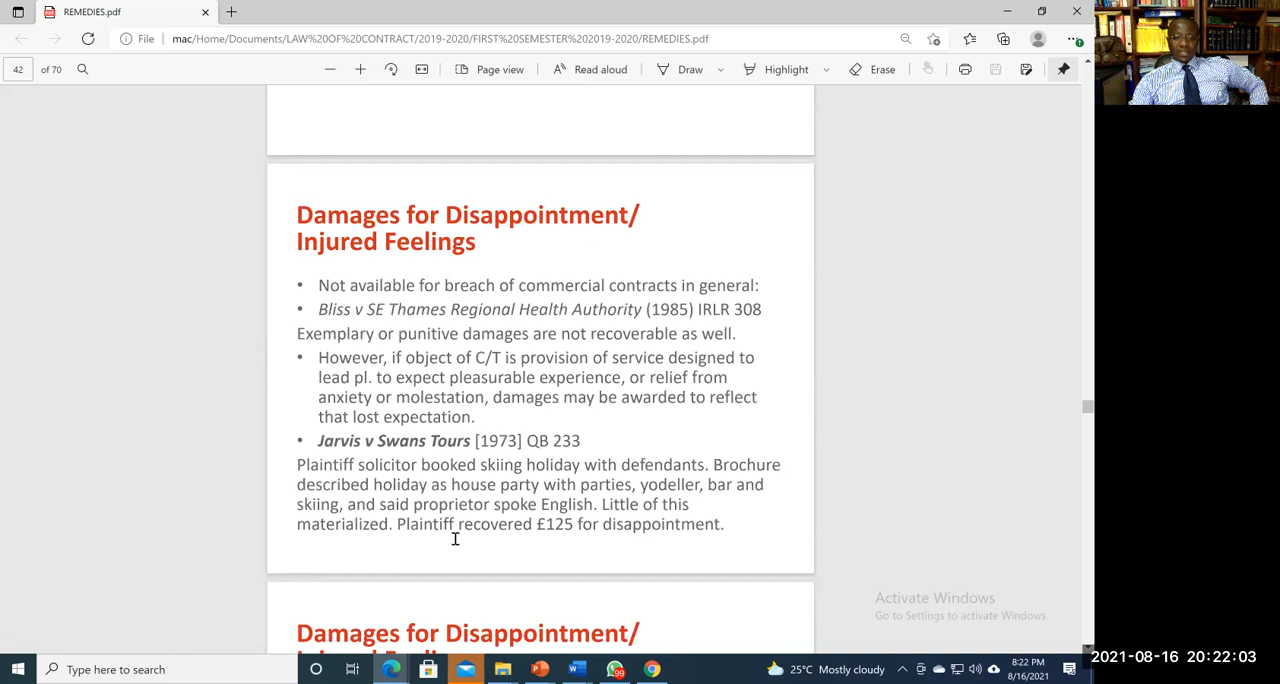 REMEDIES.pdf
File
mac/Home/Documents/LAW%20OF%20CONTRACT/2019-2020/FIRST%20SEMESTER%202019-2020/REMEDIES.pdf
42 of 70
Page view
Read aloud
Draw
Highlight
Erase
Damages for Disappointment/
Injured Feelings
• Not available for breach of commercial contracts in general:
• Bliss v SE Thames Regional Health Authority (1985) IRLR 308
Exemplary or punitive damages are not recoverable as well.
• However, if object of C/T is provision of service designed to
lead pl. to expect pleasurable experience, or relief from
anxiety or molestation, damages may be awarded to reflect
that lost expectation.
• Jarvis v Swans Tours [1973] QB 233
Plaintiff solicitor booked skiing holiday with defendants. Brochure
described holiday as house party with parties, yodeller, bar and
skiing, and said proprietor spoke English. Little of this
materialized. Plaintiff recovered £125 for disappointment.
Damages for Disappointment/
Activate Windows
Go to Settings to activate Windows.
Type here to search
99
25°C Mostly cloudy
8:22 PM
8/16/2021
2021-08-16 20:22:03